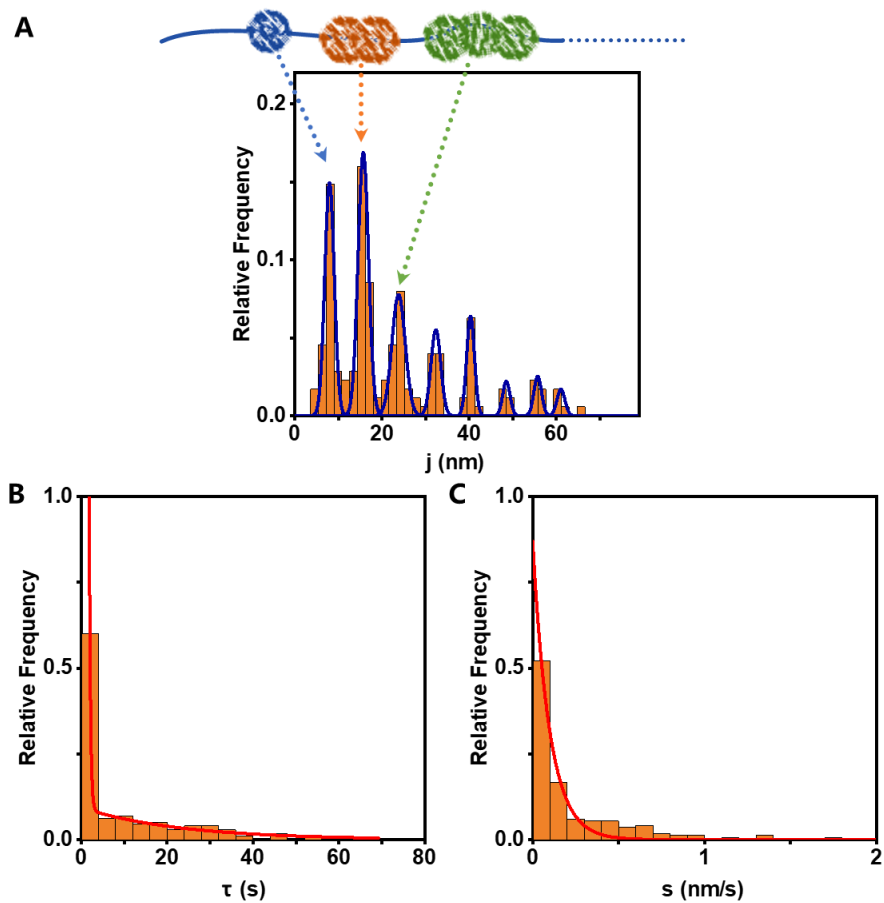 A
Relative Frequency
0.2
0.1
0.0
0 20 40 60
j (nm)
B
Relative Frequency
1.0
0.5
0.0
0 20 40 60 80
τ (s)
C
Relative Frequency
1.0
0.5
0.0
0 1 2
s (nm/s)